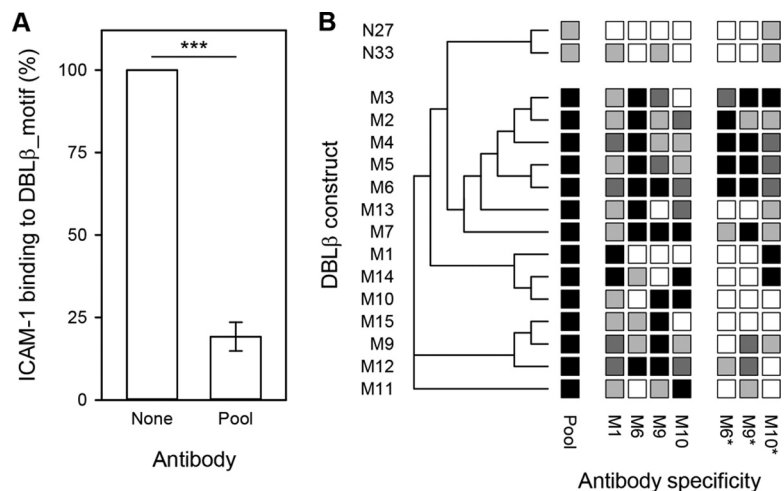 A
ICAM-1 binding to DBLβ_motif (%)
100
75
50
25
0
***
None
Pool
Antibody
B
DBLβ construct
N27
N33
M3
M2
M4
M5
M6
M13
M7
M1
M14
M10
M15
M9
M12
M11
Pool
M1
M6
M9
M10
M6*
M9*
M10*
Antibody specificity